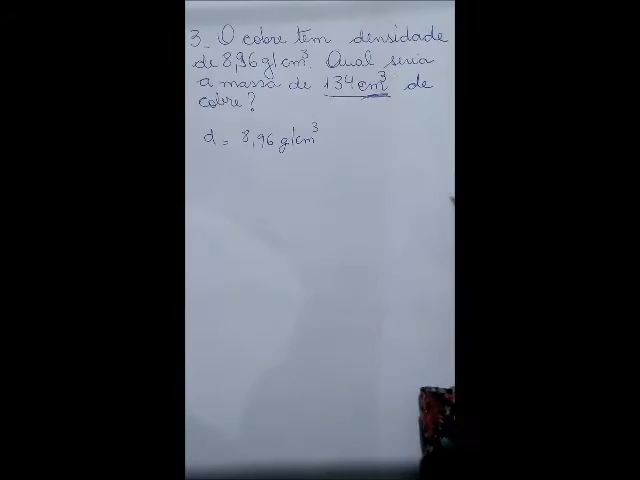 3. O cobre tem densidade
de 8,96 g/cm³. Qual seria
a massa de 134 cm³ de
cobre?
d = 8,96 g/cm³